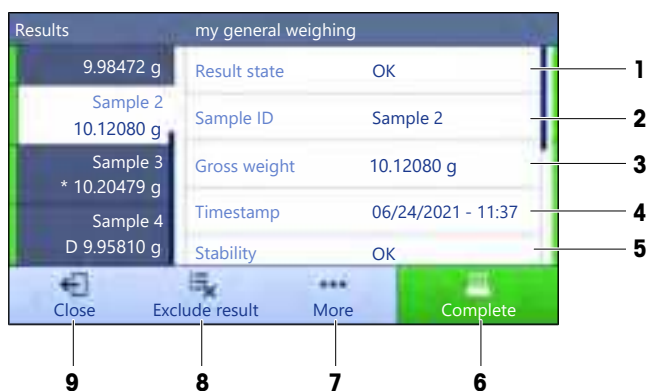 Results
my general weighing
9.98472 g
Result state OK 1
Sample 2
10.12080 g
Sample ID Sample 2 2
Sample 3
* 10.20479 g
Gross weight 10.12080 g 3
Sample 4
D 9.95810 g
Timestamp 06/24/2021 - 11:37 4
Stability OK 5
Close Exclude result More Complete
9 8 7 6